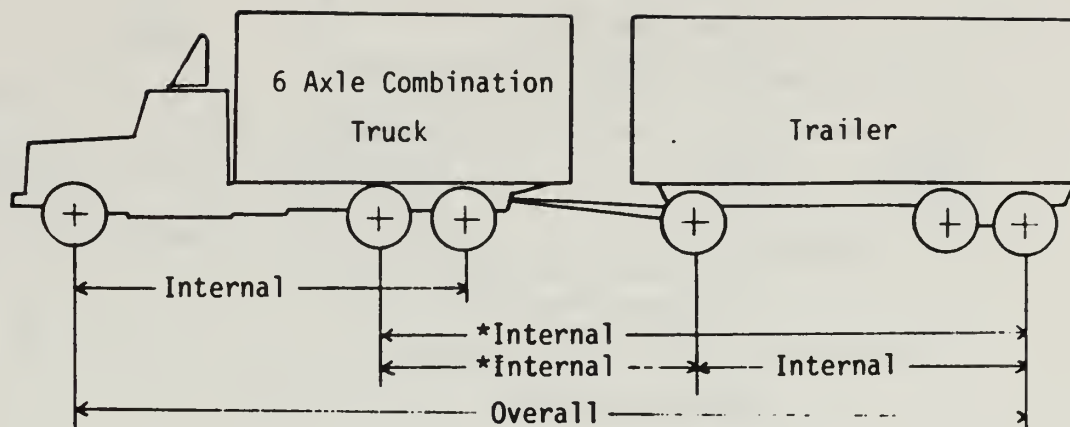 6 Axle Combination
Truck
Trailer
Internal
*Internal
*Internal
Internal
Overall